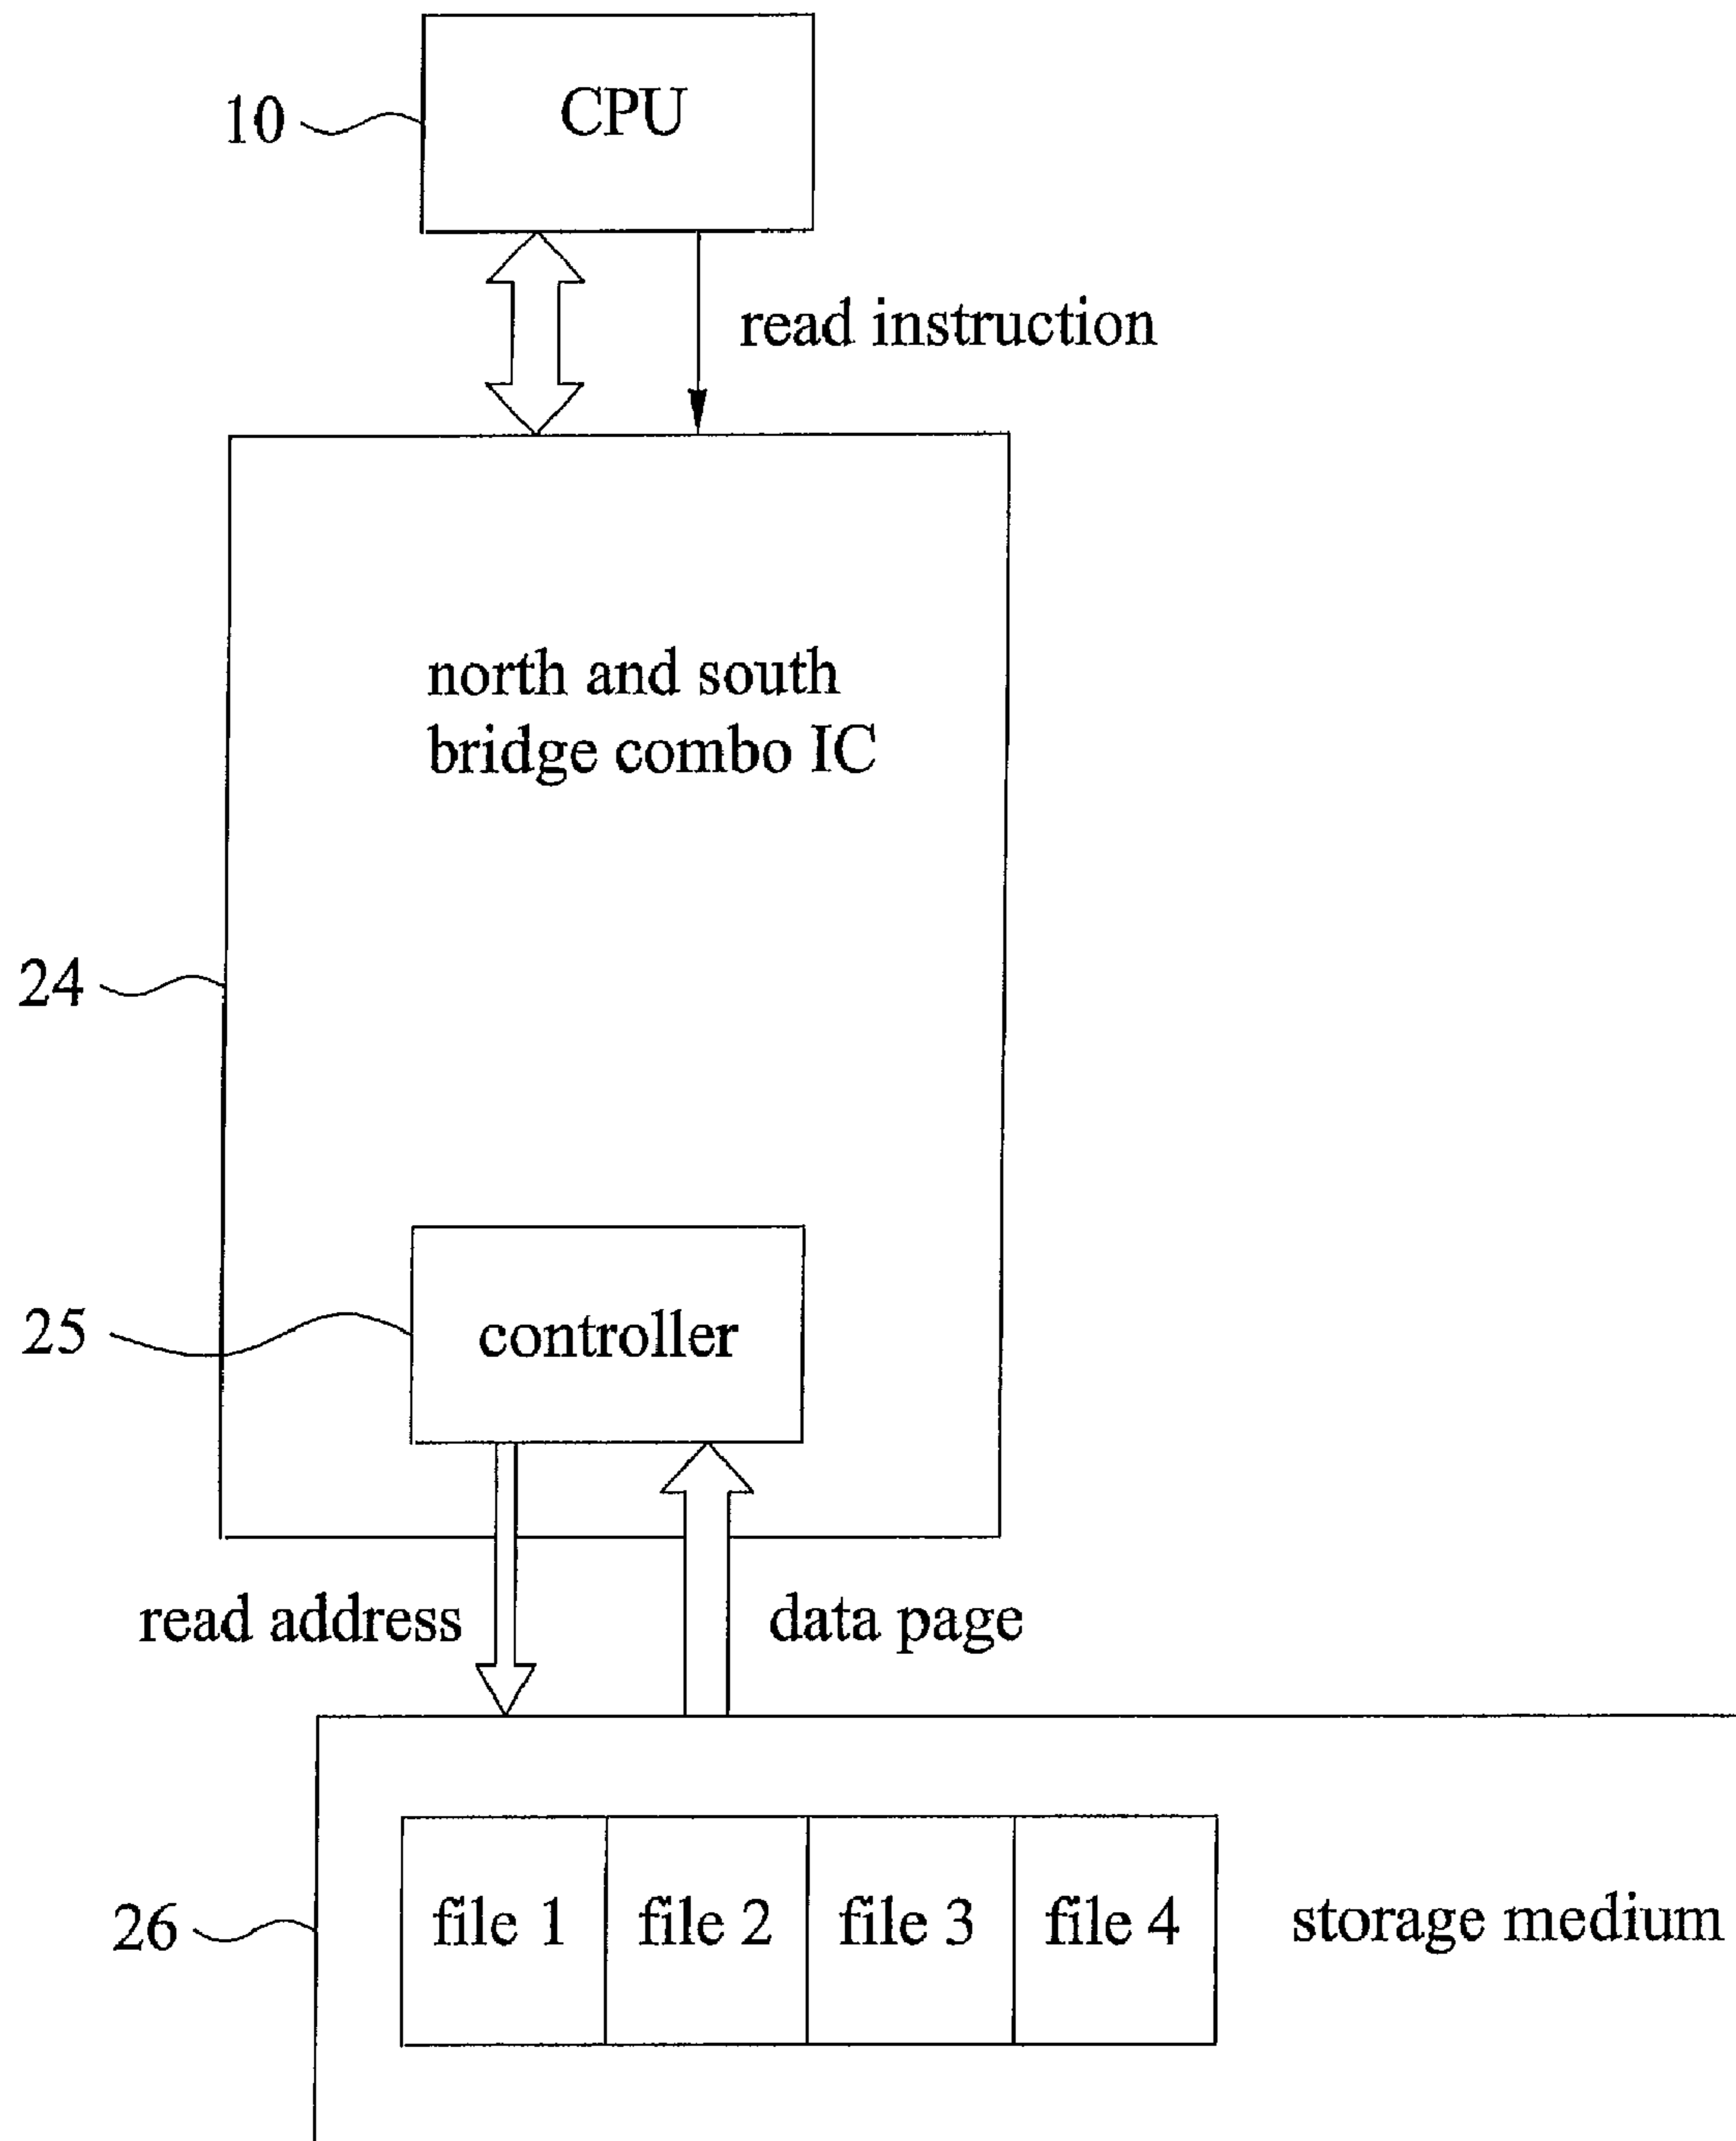 CPU
10
read instruction
north and south
bridge combo IC
24
25
controller
read address
data page
26
file 1
file 2
file 3
file 4
storage medium